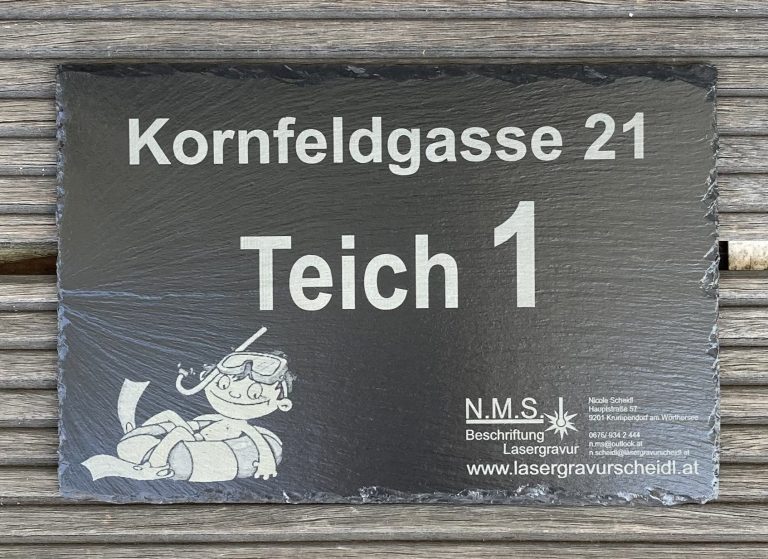 Kornfeldgasse 21
Teich 1
N.M.S.
Beschriftung
Lasergravur
Nicole Scheidl
Hauptstraße 57
9201 Krumpendorf am Wörthersee
0676/ 934 2 444
n.ms@outlook.at
n.scheidl@lasergravurscheidl.at
www.lasergravurscheidl.at